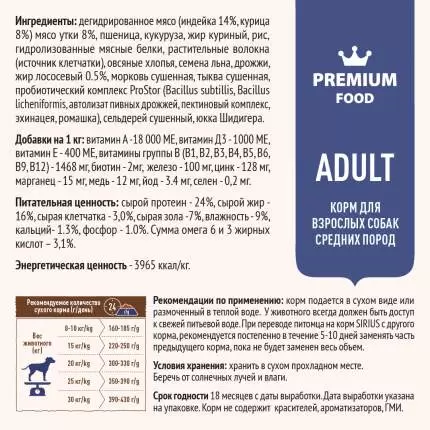 Ингредиенты: дегидрированное мясо (индейка 14%, курица
8%) мясо утки 8%, пшеница, кукуруза, жир куриный, рис,
гидролизованные мясные белки, растительные волокна
(источник клетчатки), овсяные хлопья, семена льна, дрожжи,
жир лососевый 0.5%, морковь сушенная, тыква сушенная,
пробиотический комплекс ProStor (Bacillus subtillis, Bacillus
licheniformis, автолизат пивных дрожжей, пектиновый комплекс,
эхинацея, ромашка), сельдерей сушенный, юкка Шидигера.
Добавки на 1 кг: витамин А -18 000 МЕ, витамин Д3 - 1000 МЕ,
витамин Е - 400 МЕ, витамины группы В (В1, В2, В3, В4, В5, В6,
В9, В12) - 1468 мг, биотин - 2мг, железо - 100 мг, цинк - 128 мг,
марганец - 15 мг, медь - 12 мг, йод - 3.4 мг, селен - 0,2 мг.
Питательная ценность: сырой протеин - 24%, сырой жир -
16%, сырая клетчатка - 3,0%, сырая зола -7%, влажность - 9%,
кальций- 1.3%, фосфор - 1.0%. Сумма омега 6 и 3 жирных
кислот – 3,1%.
Энергетическая ценность - 3965 ккал/кг.
PREMIUM
FOOD
ADULT
КОРМ ДЛЯ
ВЗРОСЛЫХ СОБАК
СРЕДНИХ ПОРОД
Рекомендуемое количество
сухого корма (г/день)
24
Вес
животного
(кг)
8-10 кг/kg 160-185 г/g
15 кг/kg 220-250 г/g
20 кг/kg 300-330 г/g
25 кг/kg 350-390 г/g
30 кг/kg 390-430 г/g
Рекомендации по применению: корм подается в сухом виде или
размоченный в теплой воде. У животного всегда должен быть доступ
к свежей питьевой воде. При переводе питомца на корм SIRIUS с другого
корма, рекомендуется постепенно в течение 5-10 дней заменять часть
предыдущего корма, пока не будет заменен весь объем.
Условия хранения: хранить в сухом прохладном месте.
Беречь от солнечных лучей и влаги.
Срок годности 18 месяцев с даты выработки. Дата выработки указана
на упаковке. Корм не содержит красителей, ароматизаторов, ГМИ.